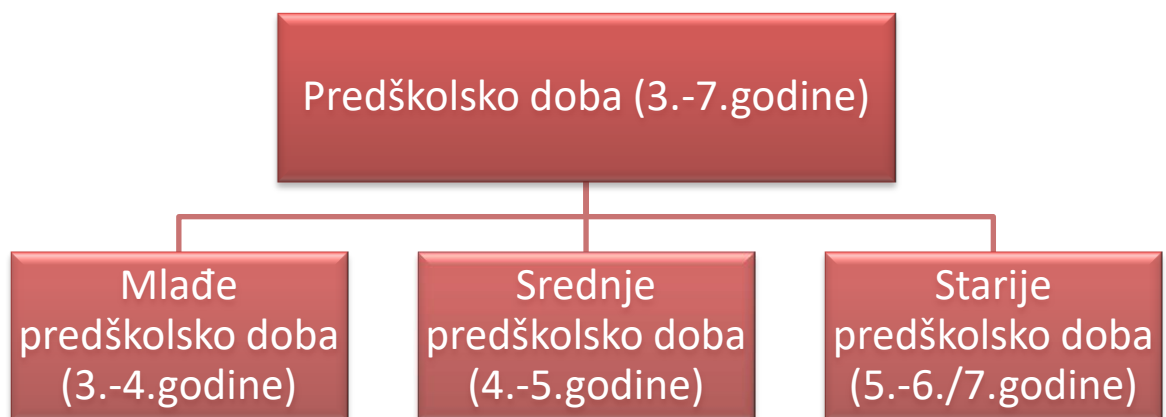 Predškolsko doba (3.-7.godine)
Mlađe
predškolsko doba
(3.-4.godine)
Srednje
predškolsko doba
(4.-5.godine)
Starije
predškolsko doba
(5.-6./7.godine)